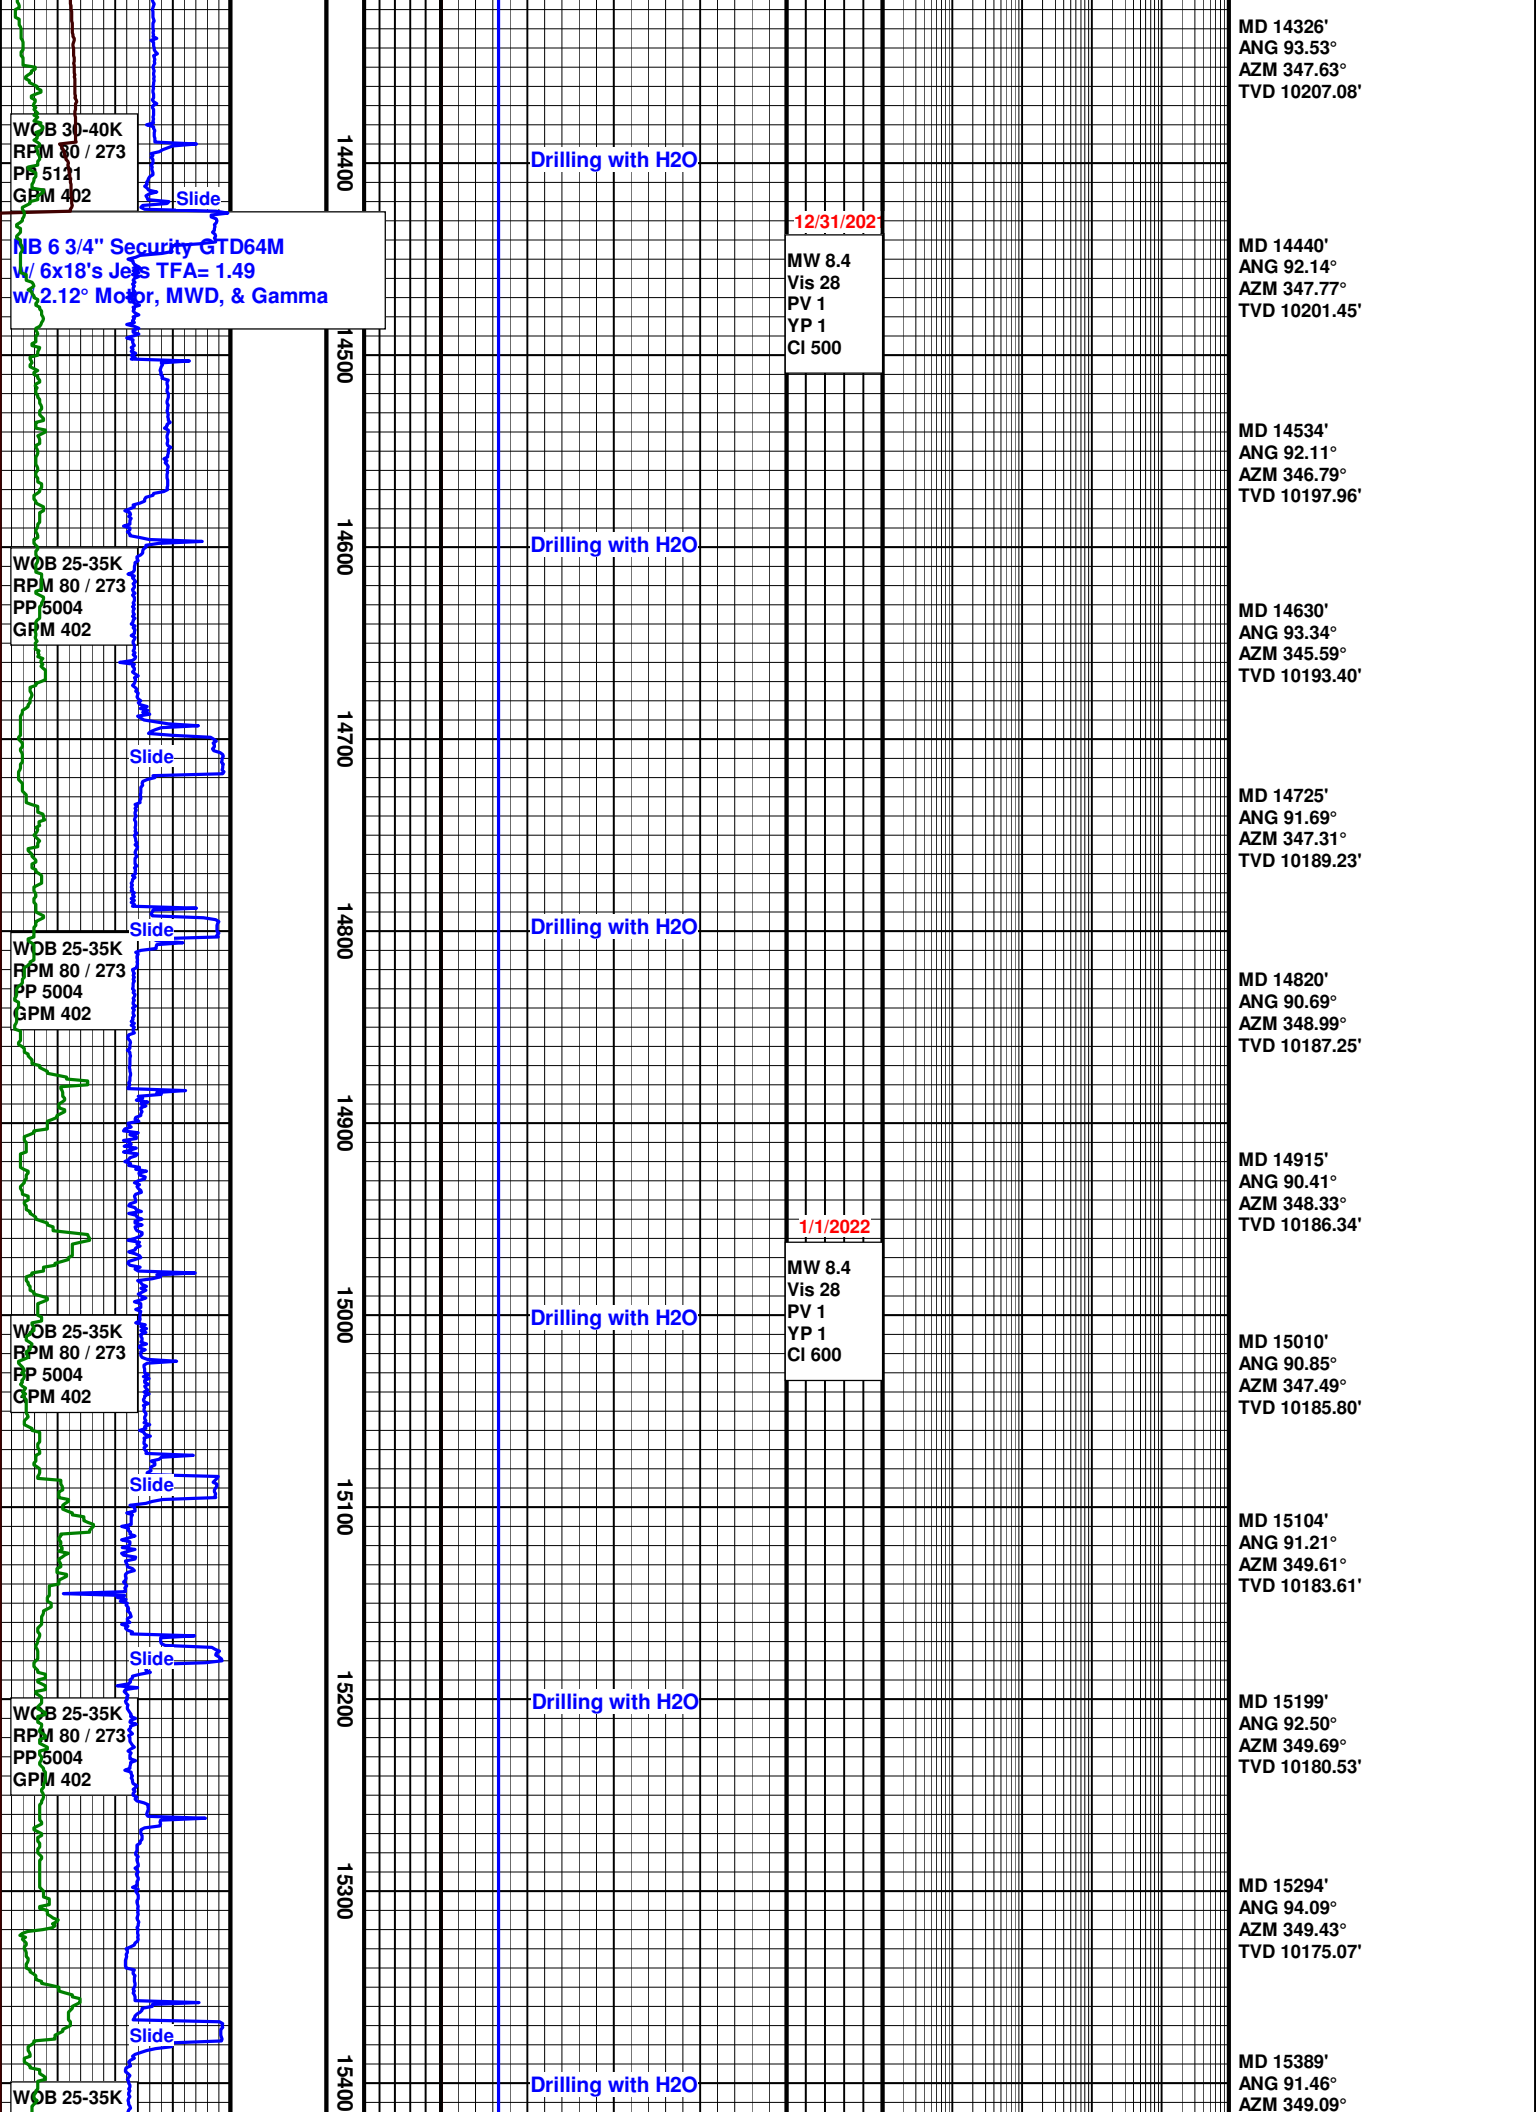 MD 14326'
ANG 93.53°
AZM 347.63°
TVD 10207.08'
WOB 30-40K
RPM 80 / 273
PP 5121
GPM 402
14400
Drilling with H2O
Slide
12/31/2021
NB 6 3/4" Security GTD64M
w/ 6x18's Jets TFA= 1.49
w/ 2.12° Motor, MWD, & Gamma
MW 8.4
Vis 28
PV 1
YP 1
Cl 500
MD 14440'
ANG 92.14°
AZM 347.77°
TVD 10201.45'
14500
MD 14534'
ANG 92.11°
AZM 346.79°
TVD 10197.96'
14600
Drilling with H2O
WOB 25-35K
RPM 80 / 273
PP 5004
GPM 402
MD 14630'
ANG 93.34°
AZM 345.59°
TVD 10193.40'
14700
Slide
MD 14725'
ANG 91.69°
AZM 347.31°
TVD 10189.23'
Slide
14800
Drilling with H2O
WOB 25-35K
RPM 80 / 273
PP 5004
GPM 402
MD 14820'
ANG 90.69°
AZM 348.99°
TVD 10187.25'
14900
MD 14915'
ANG 90.41°
AZM 348.33°
TVD 10186.34'
1/1/2022
MW 8.4
Vis 28
PV 1
YP 1
Cl 600
15000
Drilling with H2O
WOB 25-35K
RPM 80 / 273
PP 5004
GPM 402
MD 15010'
ANG 90.85°
AZM 347.49°
TVD 10185.80'
Slide
15100
MD 15104'
ANG 91.21°
AZM 349.61°
TVD 10183.61'
Slide
15200
Drilling with H2O
WOB 25-35K
RPM 80 / 273
PP 5004
GPM 402
MD 15199'
ANG 92.50°
AZM 349.69°
TVD 10180.53'
15300
MD 15294'
ANG 94.09°
AZM 349.43°
TVD 10175.07'
Slide
15400
Drilling with H2O
WOB 25-35K
MD 15389'
ANG 91.46°
AZM 349.09°